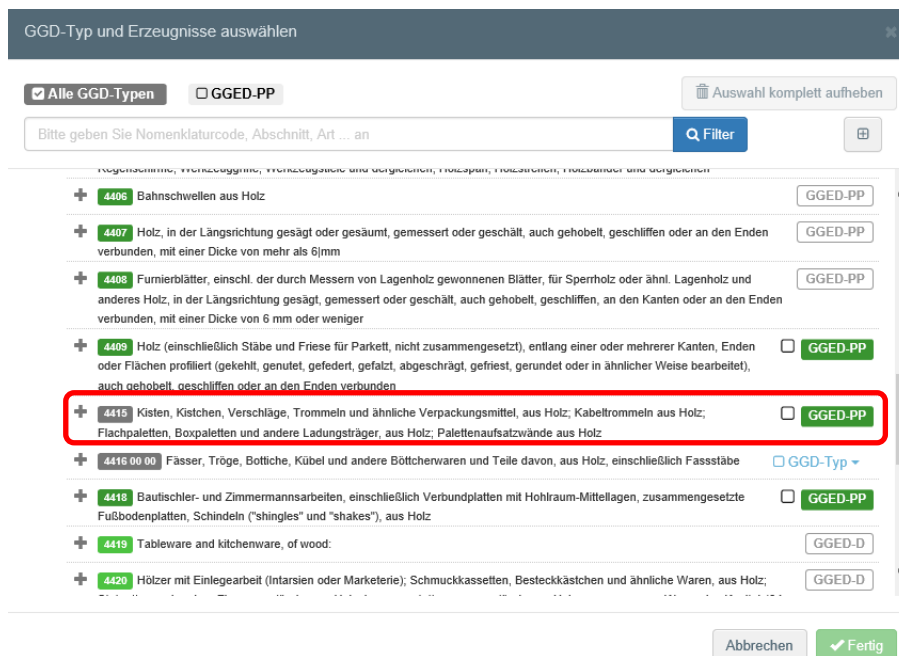 GGD-Typ und Erzeugnisse auswählen
Alle GGD-Typen GGED-PP Auswahl komplett aufheben
Bitte geben Sie Nomenklaturcode, Abschnitt, Art ... an Filter
Regenschirme, Werkzeuggriffe, Werkzeugstiele und dergleichen; Holzspan, Holzstreifen, Holzbänder und dergleichen
4406 Bahnschwellen aus Holz GGED-PP
4407 Holz, in der Längsrichtung gesägt oder gesäumt, gemessert oder geschält, auch gehobelt, geschliffen oder an den Enden GGED-PP
verbunden, mit einer Dicke von mehr als 6|mm
4408 Furnierblätter, einschl. der durch Messern von Lagenholz gewonnenen Blätter, für Sperrholz oder ähnl. Lagenholz und GGED-PP
anderes Holz, in der Längsrichtung gesägt, gemessert oder geschält, auch gehobelt, geschliffen, an den Kanten oder an den Enden
verbunden, mit einer Dicke von 6 mm oder weniger
4409 Holz (einschließlich Stäbe und Friese für Parkett, nicht zusammengesetzt), entlang einer oder mehrerer Kanten, Enden GGED-PP
oder Flächen profiliert (gekehlt, genutet, gefedert, gefalzt, abgeschrägt, gefriest, gerundet oder in ähnlicher Weise bearbeitet),
auch gehobelt, geschliffen oder an den Enden verbunden
4415 Kisten, Kistchen, Verschläge, Trommeln und ähnliche Verpackungsmittel, aus Holz; Kabeltrommeln aus Holz; GGED-PP
Flachpaletten, Boxpaletten und andere Ladungsträger, aus Holz; Palettenaufsatzwände aus Holz
4416 00 00 Fässer, Tröge, Bottiche, Kübel und andere Böttcherwaren und Teile davon, aus Holz, einschließlich Fassstäbe GGD-Typ
4418 Bautischler- und Zimmermannsarbeiten, einschließlich Verbundplatten mit Hohlraum-Mittellagen, zusammengesetzte GGED-PP
Fußbodenplatten, Schindeln ("shingles" und "shakes"), aus Holz
4419 Tableware and kitchenware, of wood: GGED-D
4420 Hölzer mit Einlegearbeit (Intarsien oder Marketerie); Schmuckkassetten, Besteckkästchen und ähnliche Waren, aus Holz; GGED-D
Abbrechen Fertig